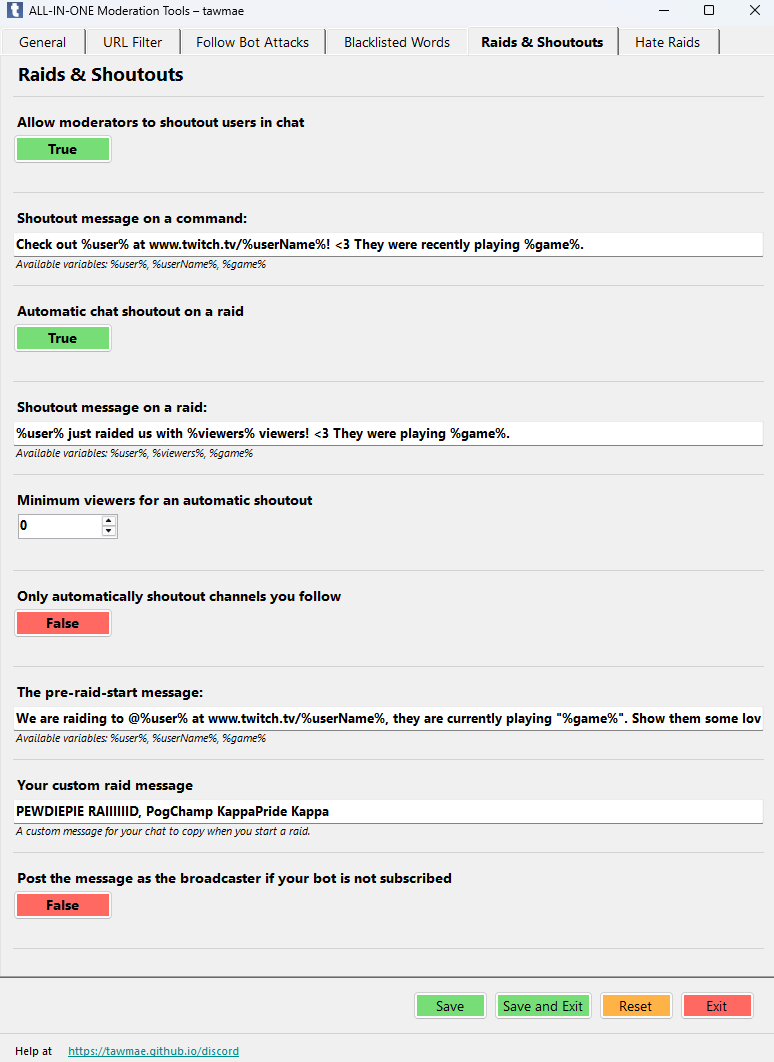 ALL-IN-ONE Moderation Tools – tawmae
General URL Filter Follow Bot Attacks Blacklisted Words Raids & Shoutouts Hate Raids
Raids & Shoutouts
Allow moderators to shoutout users in chat
True
Shoutout message on a command:
Check out %user% at www.twitch.tv/%userName%! <3 They were recently playing %game%.
Available variables: %user%, %userName%, %game%
Automatic chat shoutout on a raid
True
Shoutout message on a raid:
%user% just raided us with %viewers% viewers! <3 They were playing %game%.
Available variables: %user%, %viewers%, %game%
Minimum viewers for an automatic shoutout
0
Only automatically shoutout channels you follow
False
The pre-raid-start message:
We are raiding to @%user% at www.twitch.tv/%userName%, they are currently playing "%game%". Show them some lov
Available variables: %user%, %userName%, %game%
Your custom raid message
PEWDIEPIE RAIIIIIID, PogChamp KappaPride Kappa
A custom message for your chat to copy when you start a raid.
Post the message as the broadcaster if your bot is not subscribed
False
Save Save and Exit Reset Exit
Help at https://tawmae.github.io/discord